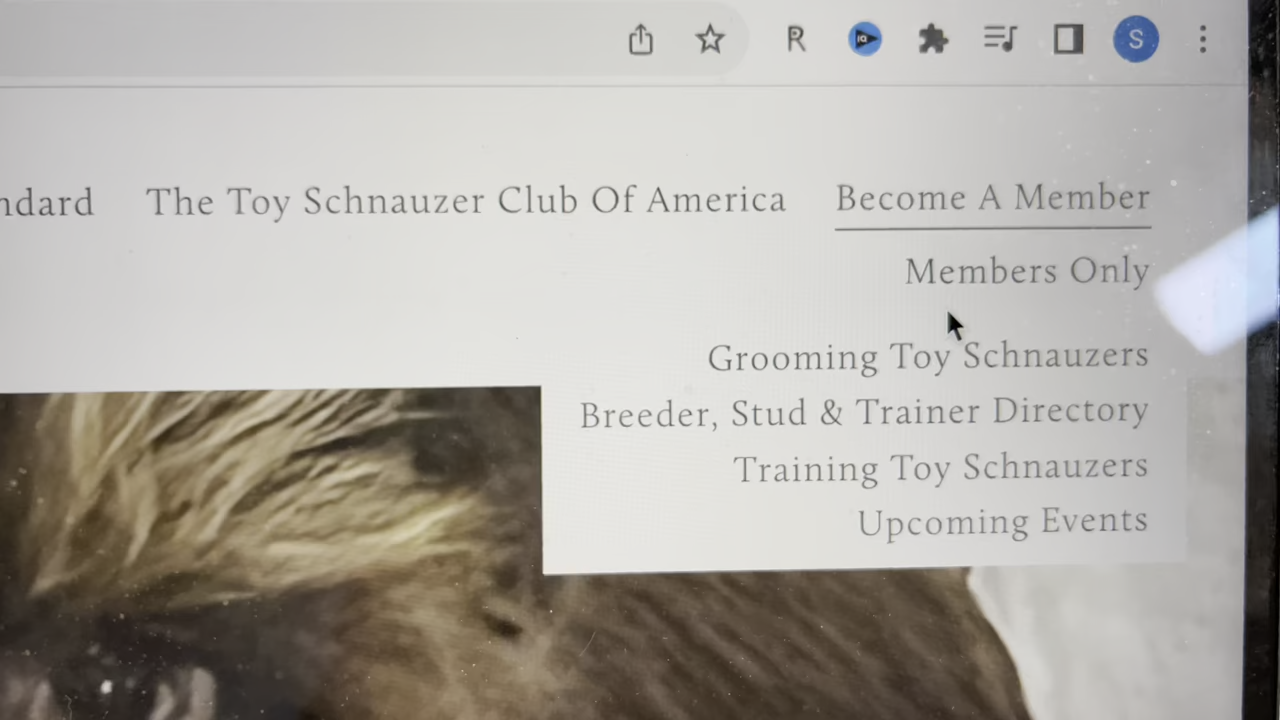 R
IQ
S
ndard The Toy Schnauzer Club Of America Become A Member
Members Only
Grooming Toy Schnauzers
Breeder, Stud & Trainer Directory
Training Toy Schnauzers
Upcoming Events